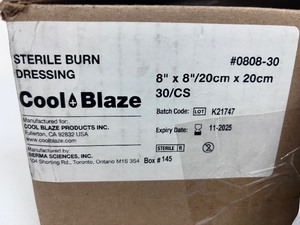 STERILE BURN
DRESSING
#0808-30
8" x 8"/20cm x 20cm
30/CS
Cool Blaze
Batch Code: LOT K21747
Manufactured for:
COOL BLAZE PRODUCTS INC.
Fullerton, CA 92832 USA
www.coolblaze.com
Expiry Date: 11-2025
Manufactured by:
SCIENCES, INC.
Shorting Rd., Toronto, Ontario M1S 3S4
STERILE R
Box # 145